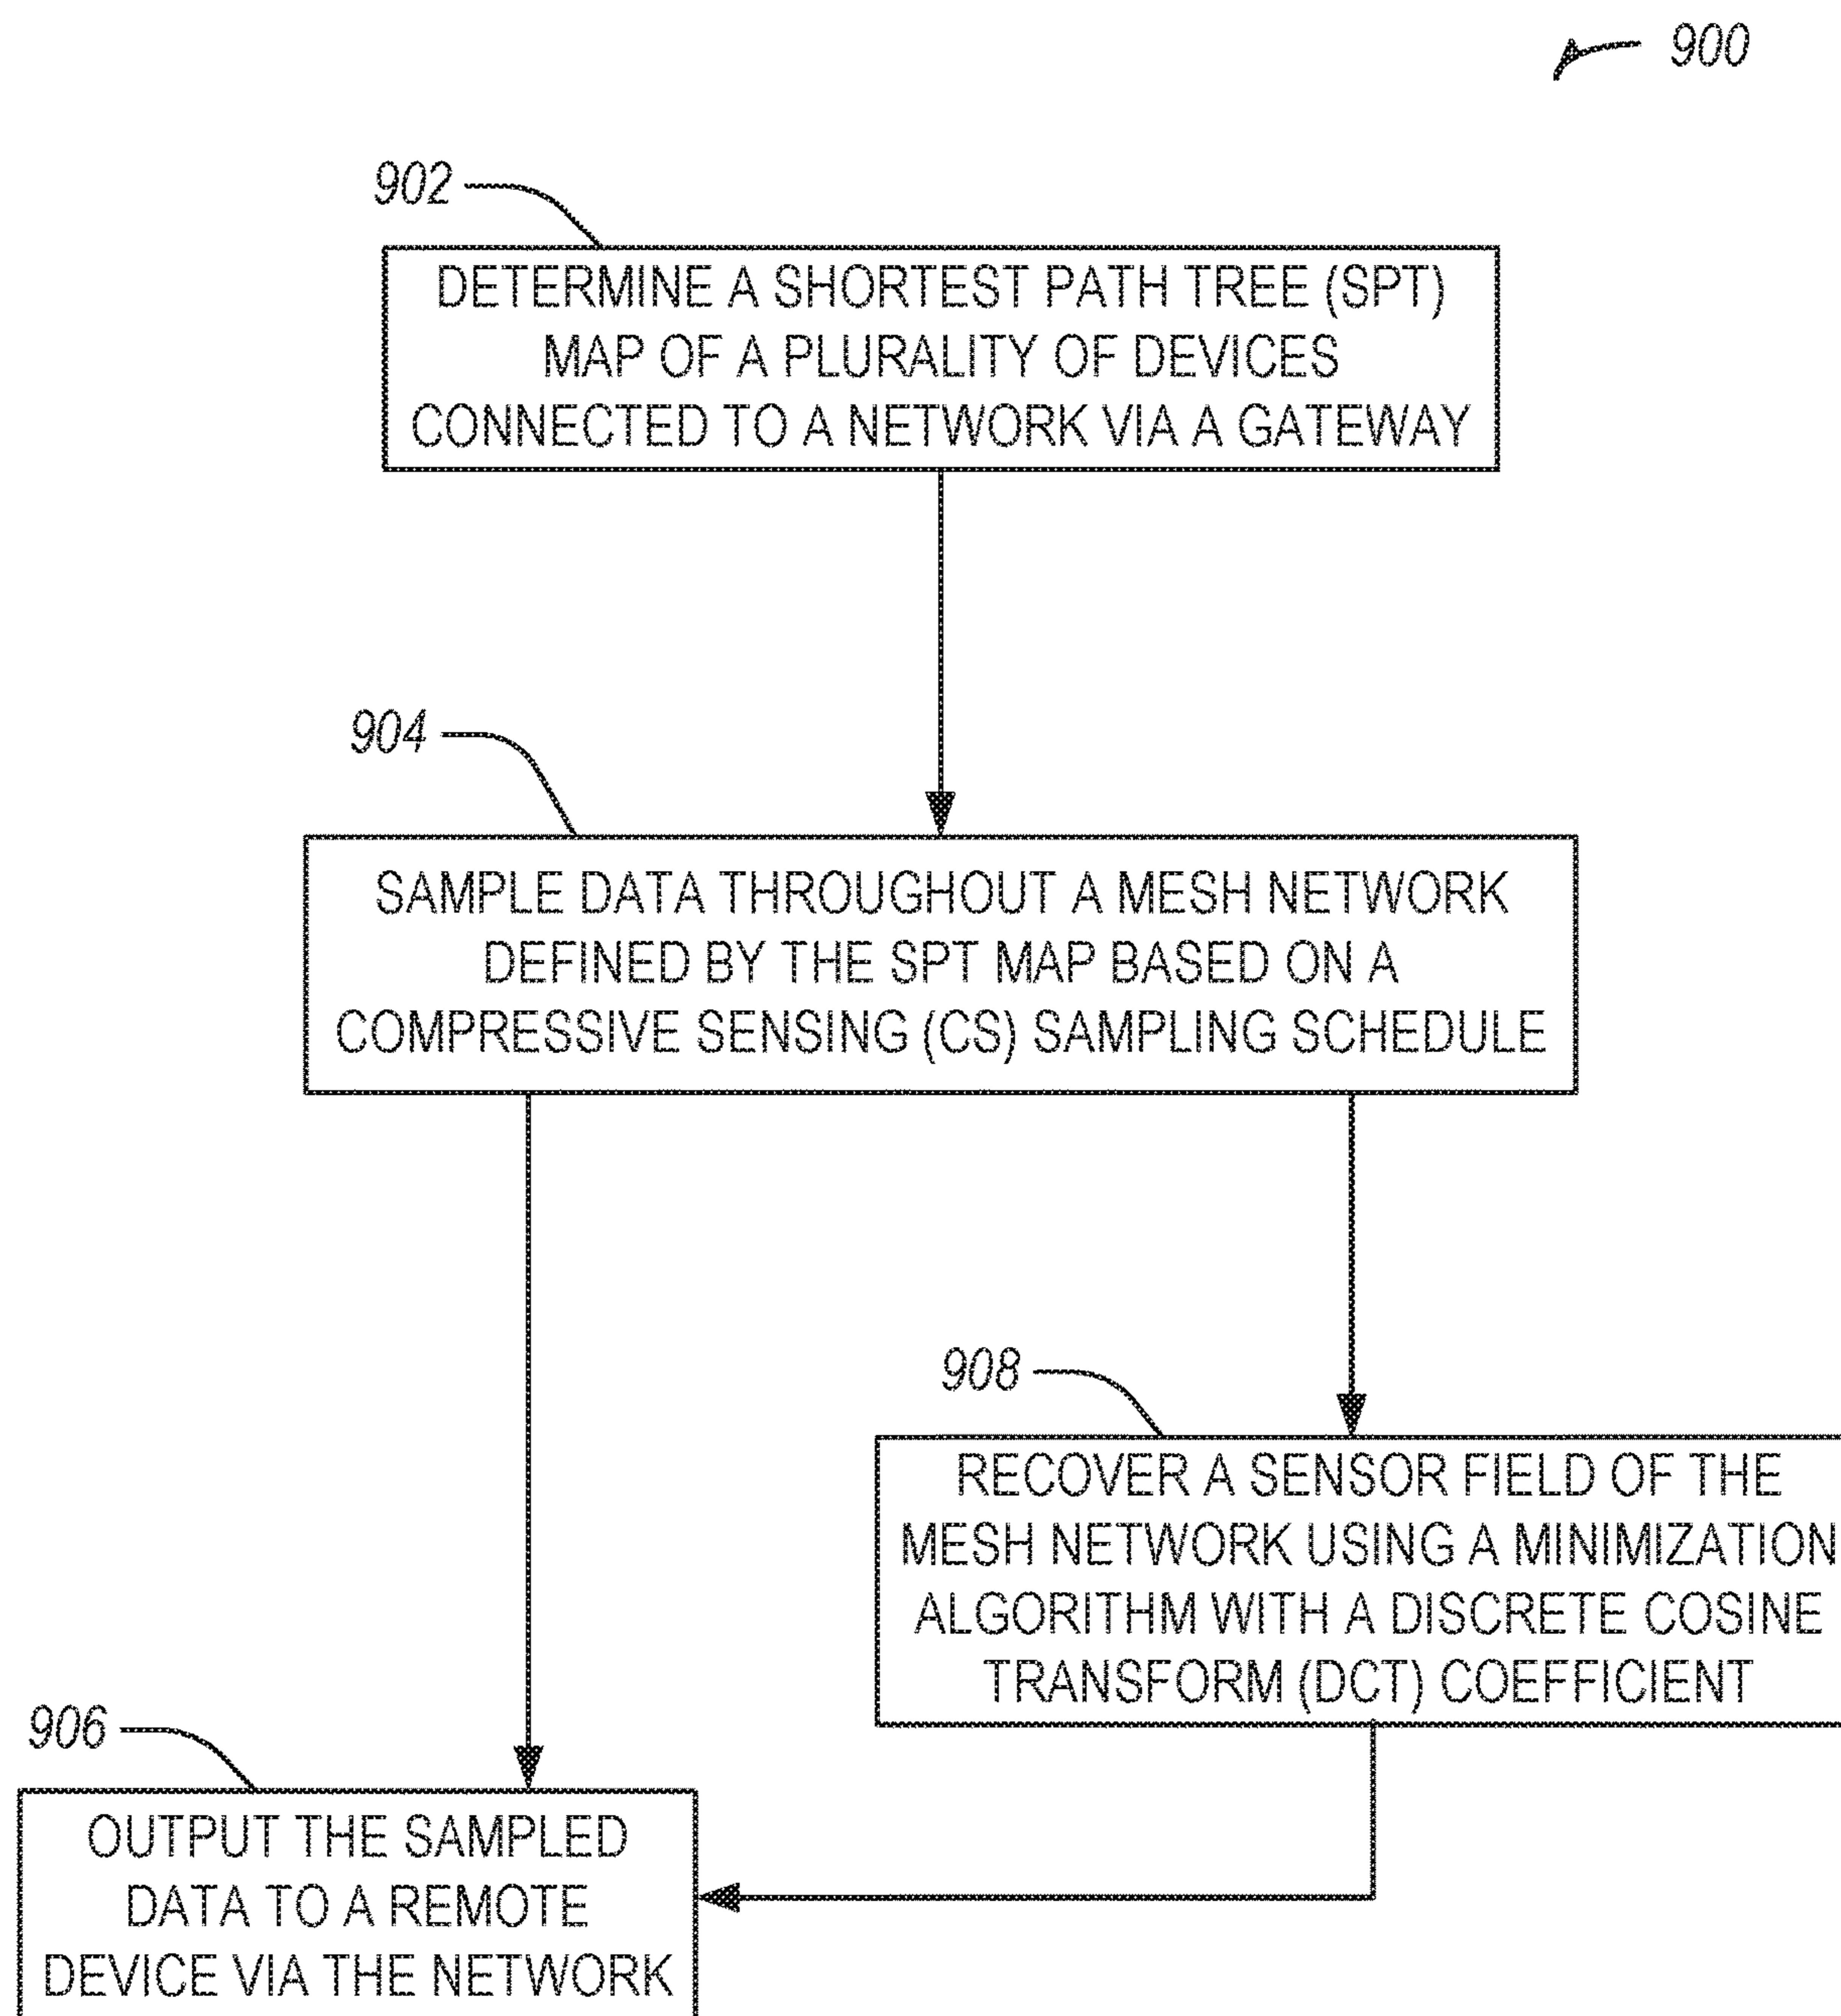 900
902
DETERMINE A SHORTEST PATH TREE (SPT)
MAP OF A PLURALITY OF DEVICES
CONNECTED TO A NETWORK VIA A GATEWAY
904
SAMPLE DATA THROUGHOUT A MESH NETWORK
DEFINED BY THE SPT MAP BASED ON A
COMPRESSIVE SENSING (CS) SAMPLING SCHEDULE
908
RECOVER A SENSOR FIELD OF THE
MESH NETWORK USING A MINIMIZATION
ALGORITHM WITH A DISCRETE COSINE
TRANSFORM (DCT) COEFFICIENT
906
OUTPUT THE SAMPLED
DATA TO A REMOTE
DEVICE VIA THE NETWORK